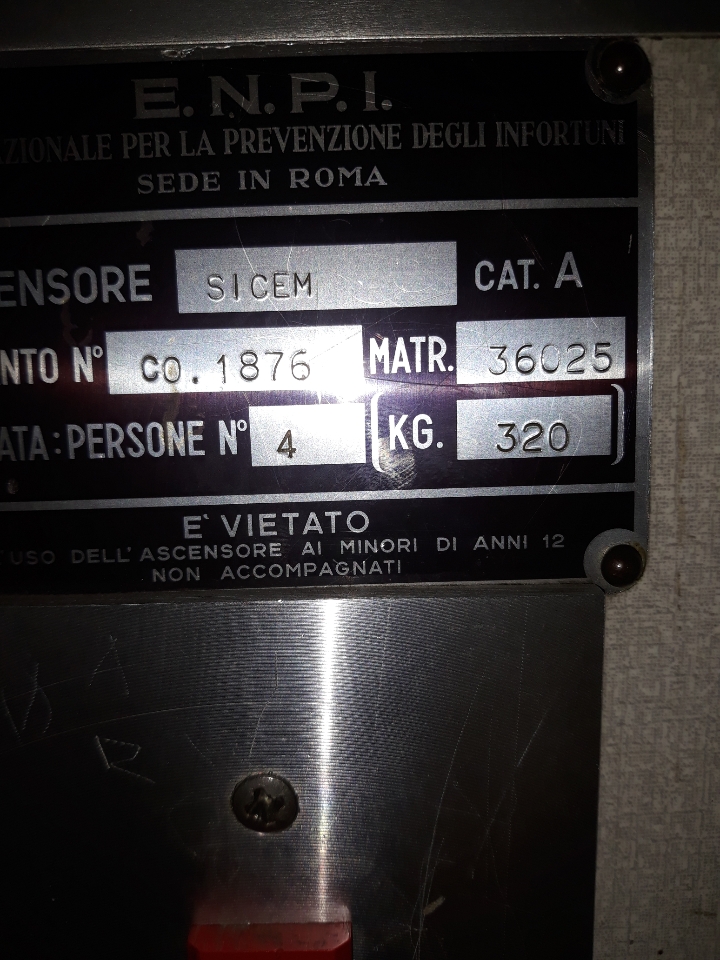 E.N.P.I.
ZIONALE PER LA PREVENZIONE DEGLI INFORTUNI
SEDE IN ROMA
ENSORE SICEM CAT. A
NTO N° CO. 1876 MATR. 36025
ATA: PERSONE N° 4 (KG. 320)
E' VIETATO
L'USO DELL'ASCENSORE AI MINORI DI ANNI 12
NON ACCOMPAGNATI